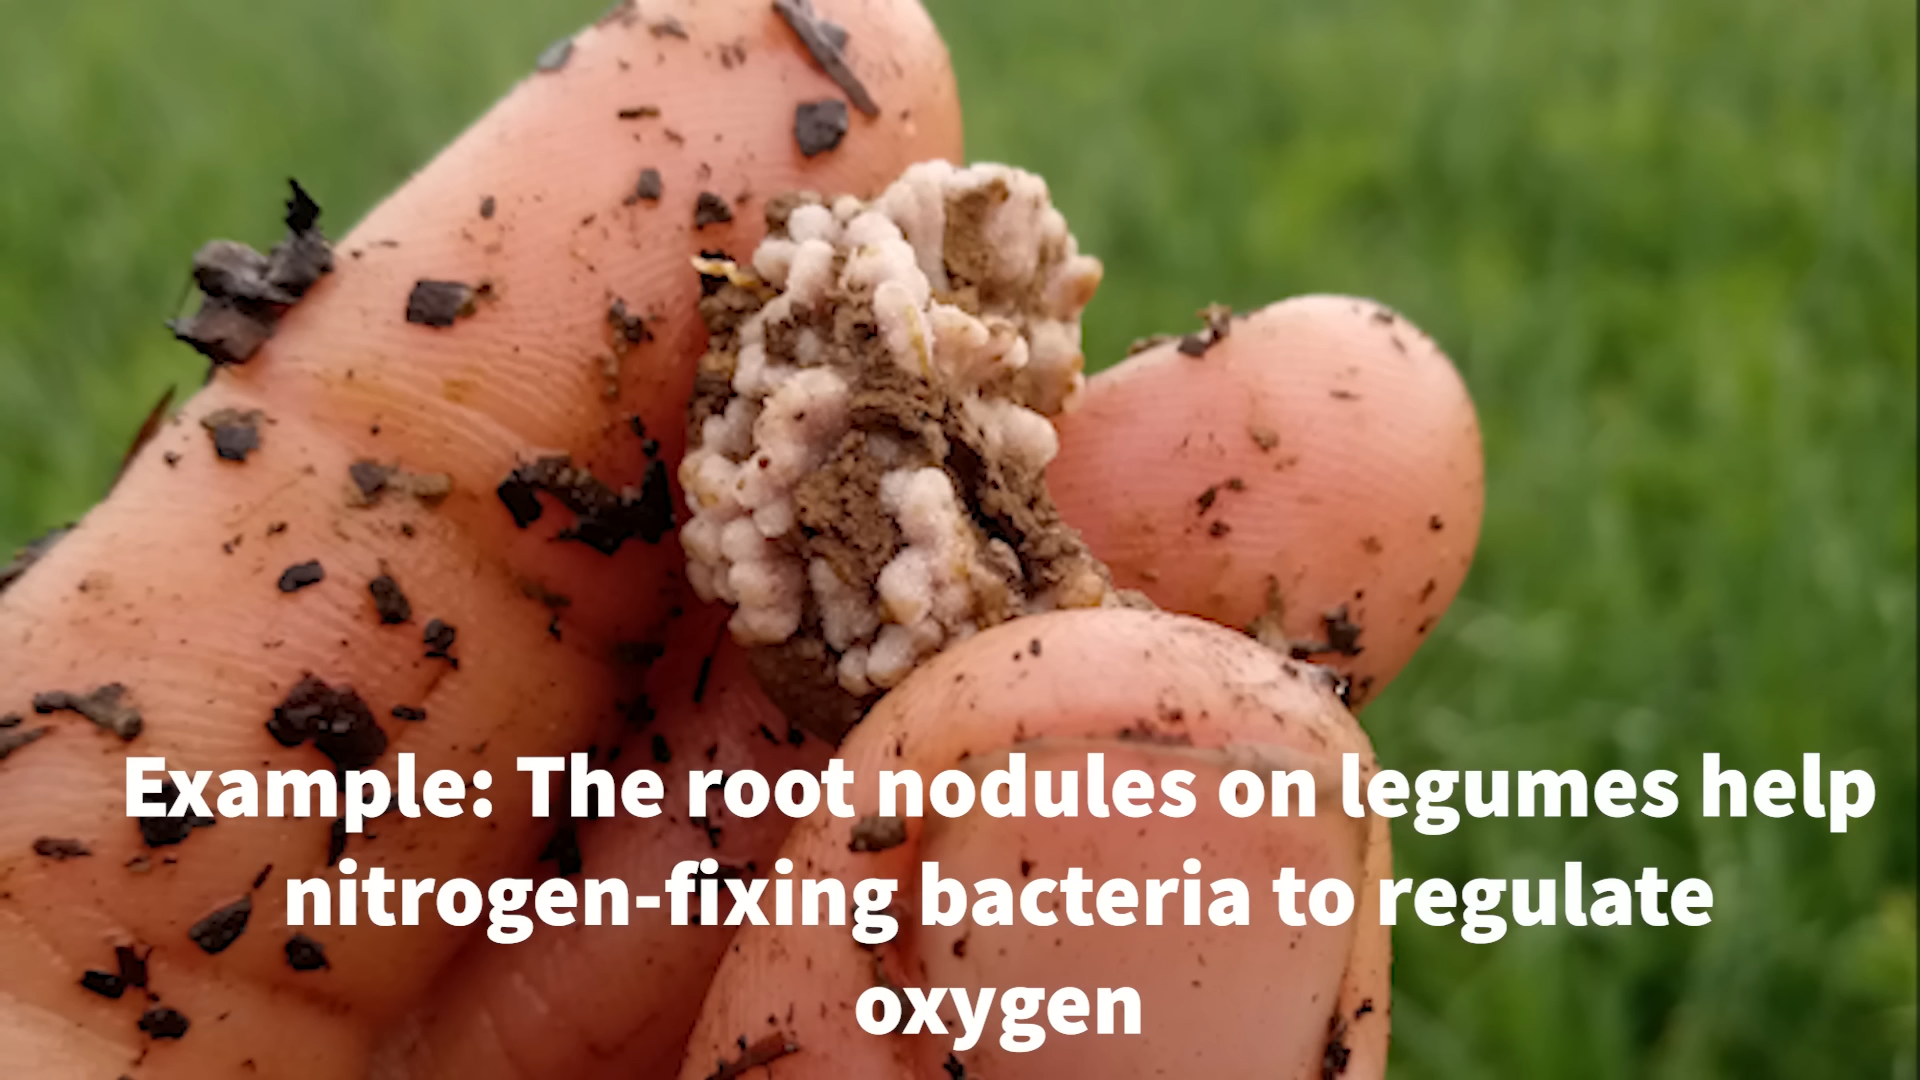 Example: The root nodules on legumes help
nitrogen-fixing bacteria to regulate
oxygen